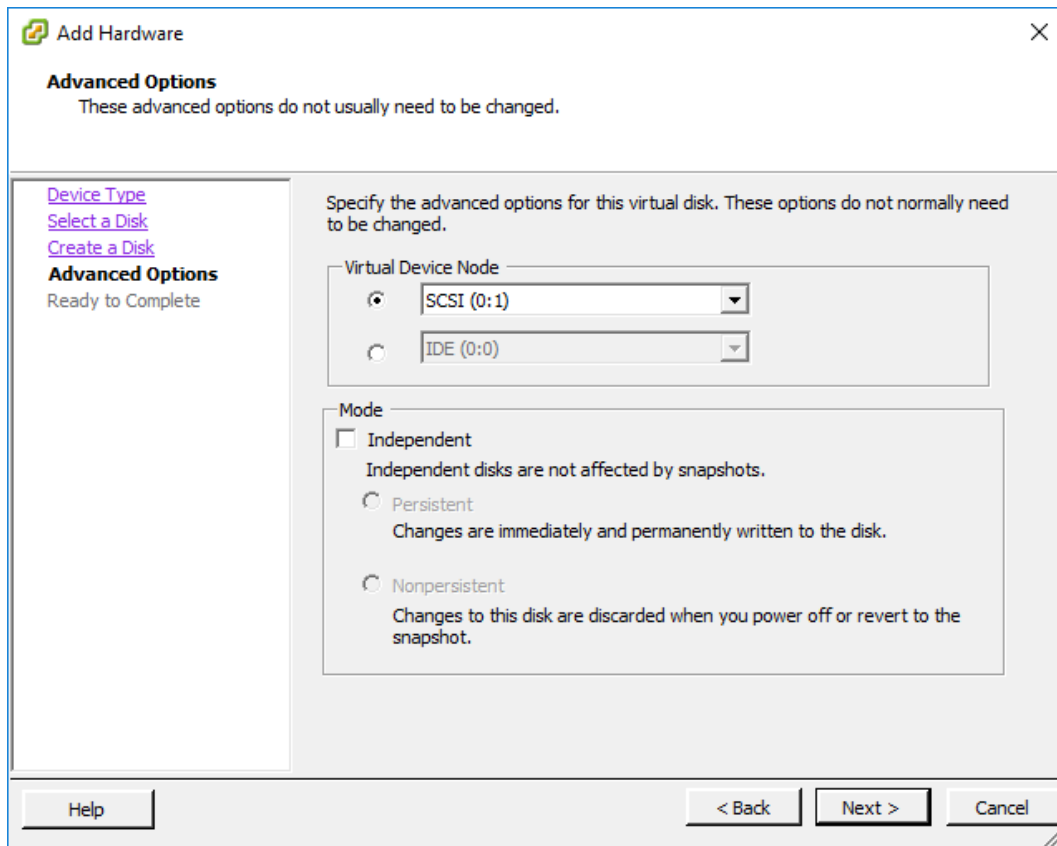 Add Hardware
Advanced Options
These advanced options do not usually need to be changed.
Device Type
Select a Disk
Create a Disk
Advanced Options
Ready to Complete
Specify the advanced options for this virtual disk. These options do not normally need
to be changed.
Virtual Device Node
SCSI (0:1)
IDE (0:0)
Mode
Independent
Independent disks are not affected by snapshots.
Persistent
Changes are immediately and permanently written to the disk.
Nonpersistent
Changes to this disk are discarded when you power off or revert to the
snapshot.
Help
< Back
Next >
Cancel